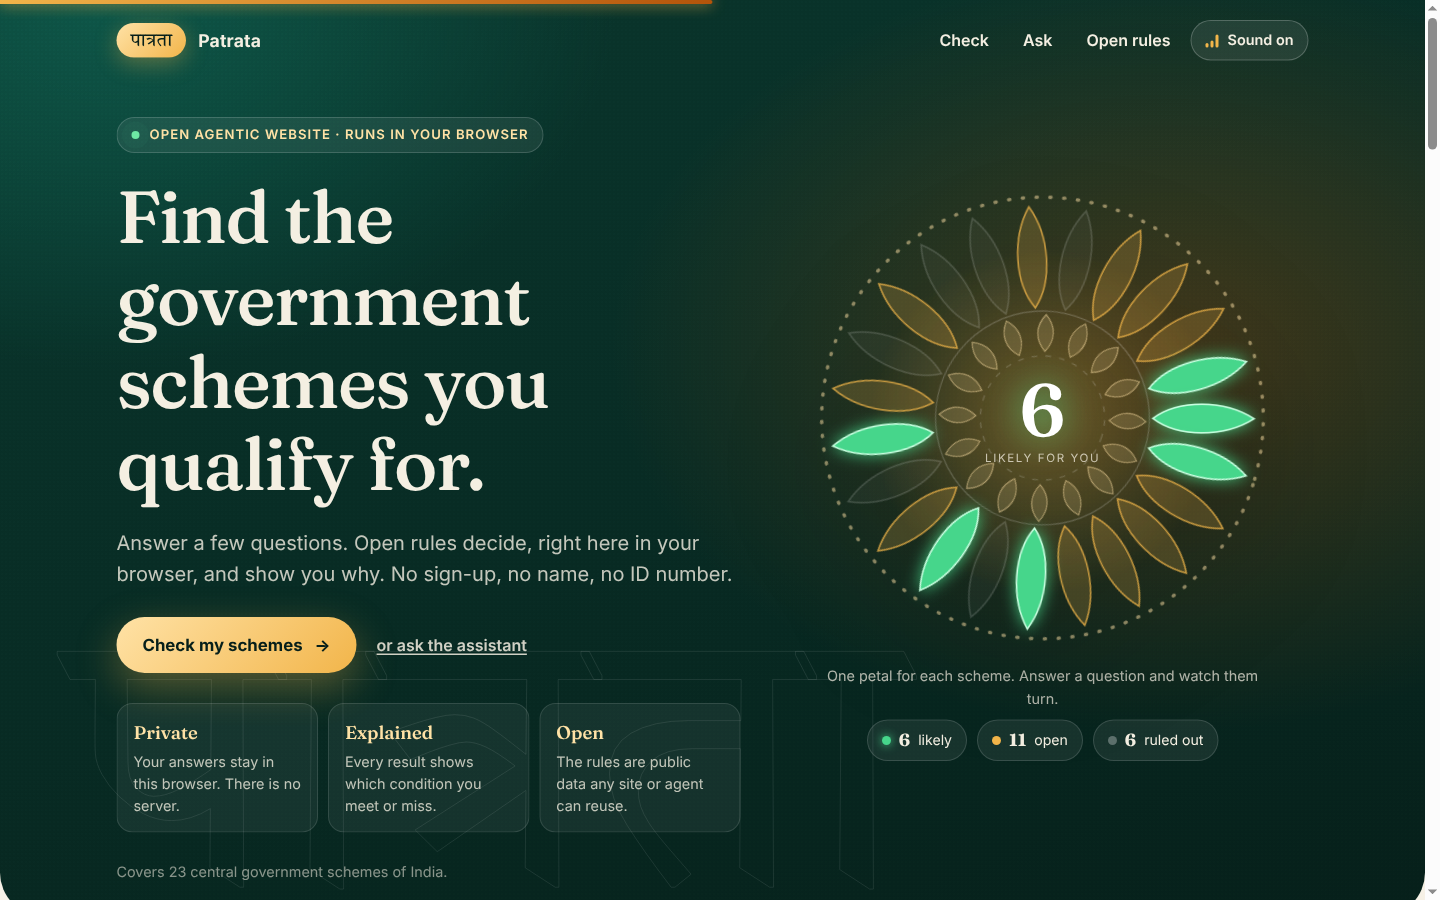 पात्रता Patrata
Check Ask Open rules Sound on
OPEN AGENTIC WEBSITE · RUNS IN YOUR BROWSER
Find the
government
schemes you
qualify for.
Answer a few questions. Open rules decide, right here in your
browser, and show you why. No sign-up, no name, no ID number.
Check my schemes → or ask the assistant
Private
Your answers stay in
this browser. There is no
server.
Explained
Every result shows
which condition you
meet or miss.
Open
The rules are public
data any site or agent
can reuse.
Covers 23 central government schemes of India.
6
LIKELY FOR YOU
One petal for each scheme. Answer a question and watch them
turn.
6 likely 11 open 6 ruled out
पात्रता